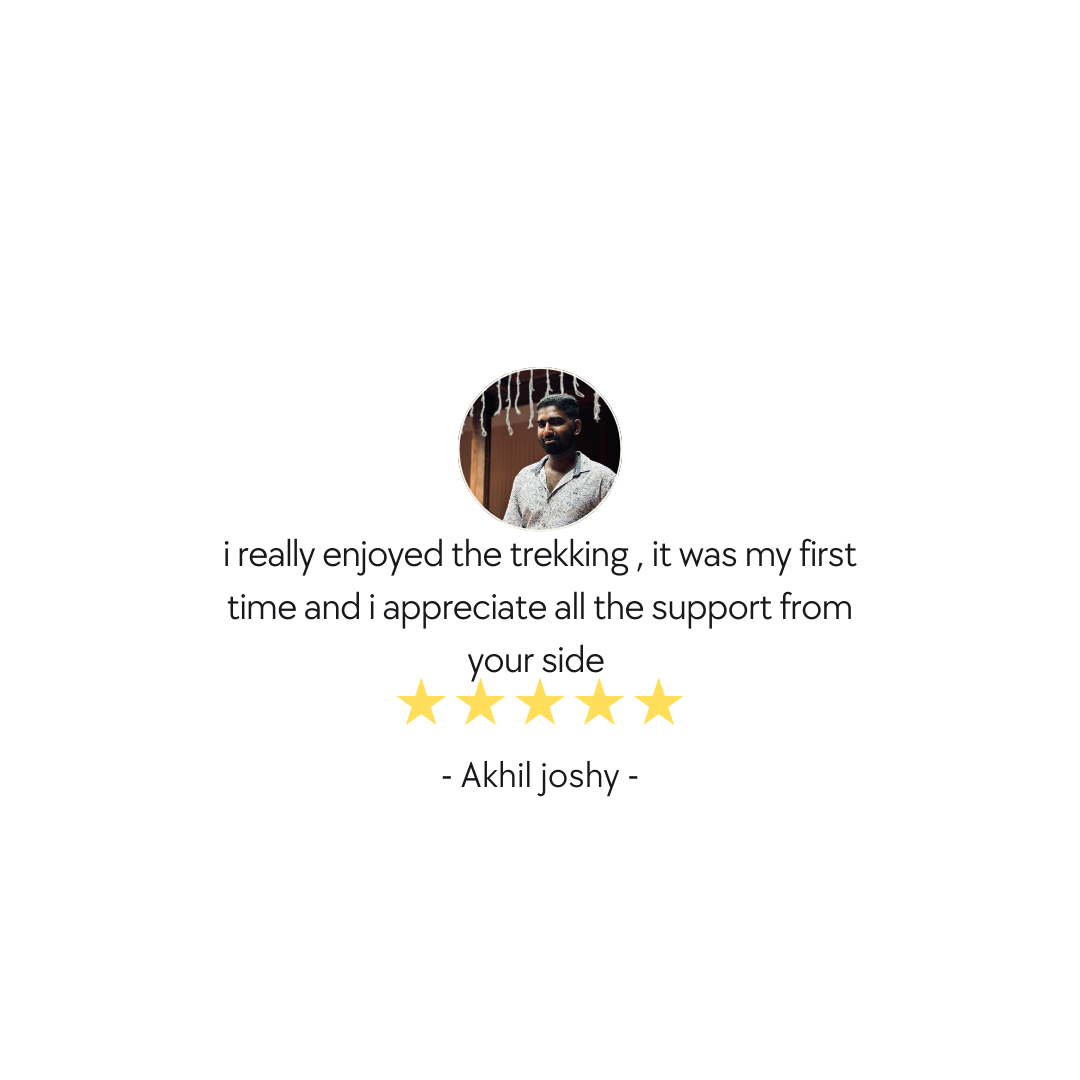 i really enjoyed the trekking , it was my first
time and i appreciate all the support from
your side
- Akhil joshy -